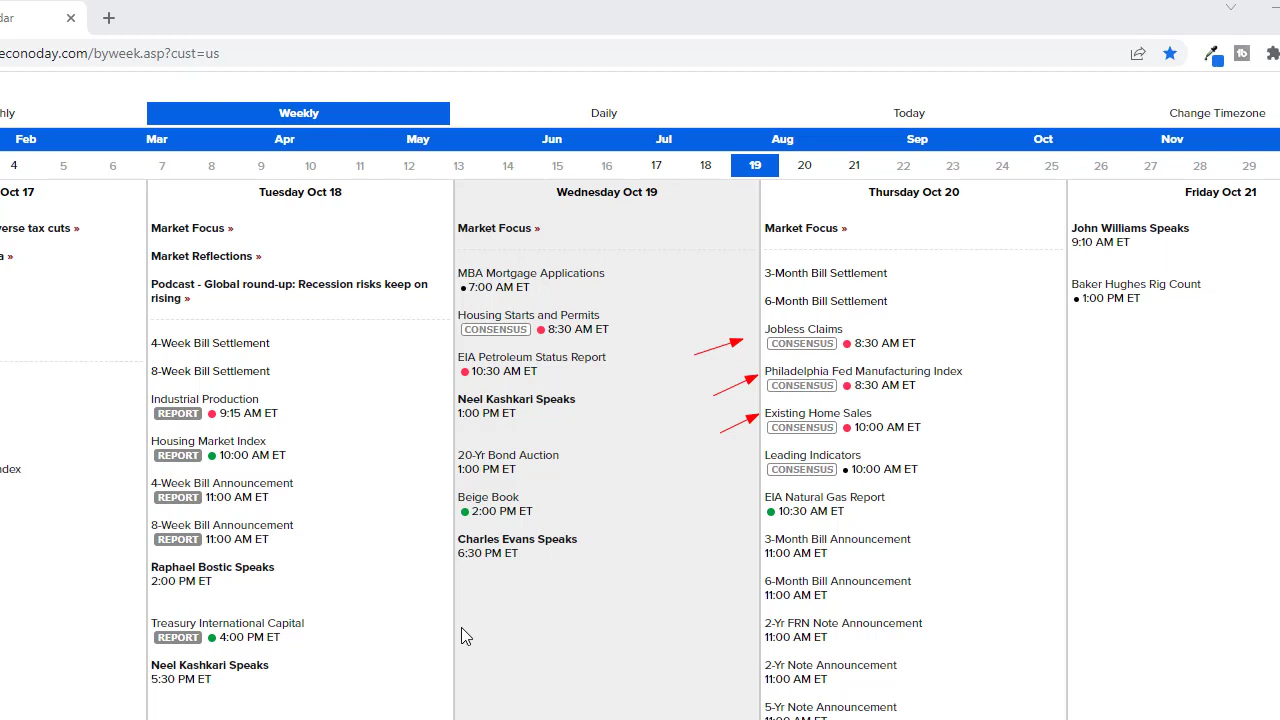 dar
econoday.com/byweek.asp?cust=us
hly
Weekly
Daily
Today
Change Timezone
Feb Mar Apr May Jun Jul Aug Sep Oct Nov
4 5 6 7 8 9 10 11 12 13 14 15 16 17 18 19 20 21 22 23 24 25 26 27 28 29
Oct 17
verse tax cuts »
a »
ndex
Tuesday Oct 18
Market Focus »
Market Reflections »
Podcast - Global round-up: Recession risks keep on
rising »
4-Week Bill Settlement
8-Week Bill Settlement
Industrial Production
REPORT 9:15 AM ET
Housing Market Index
REPORT 10:00 AM ET
4-Week Bill Announcement
REPORT 11:00 AM ET
8-Week Bill Announcement
REPORT 11:00 AM ET
Raphael Bostic Speaks
2:00 PM ET
Treasury International Capital
REPORT 4:00 PM ET
Neel Kashkari Speaks
5:30 PM ET
Wednesday Oct 19
Market Focus »
MBA Mortgage Applications
7:00 AM ET
Housing Starts and Permits
CONSENSUS 8:30 AM ET
EIA Petroleum Status Report
10:30 AM ET
Neel Kashkari Speaks
1:00 PM ET
20-Yr Bond Auction
1:00 PM ET
Beige Book
2:00 PM ET
Charles Evans Speaks
6:30 PM ET
Thursday Oct 20
Market Focus »
3-Month Bill Settlement
6-Month Bill Settlement
Jobless Claims
CONSENSUS 8:30 AM ET
Philadelphia Fed Manufacturing Index
CONSENSUS 8:30 AM ET
Existing Home Sales
CONSENSUS 10:00 AM ET
Leading Indicators
CONSENSUS 10:00 AM ET
EIA Natural Gas Report
10:30 AM ET
3-Month Bill Announcement
11:00 AM ET
6-Month Bill Announcement
11:00 AM ET
2-Yr FRN Note Announcement
11:00 AM ET
2-Yr Note Announcement
11:00 AM ET
5-Yr Note Announcement
11:00 AM ET
Friday Oct 21
John Williams Speaks
9:10 AM ET
Baker Hughes Rig Count
1:00 PM ET